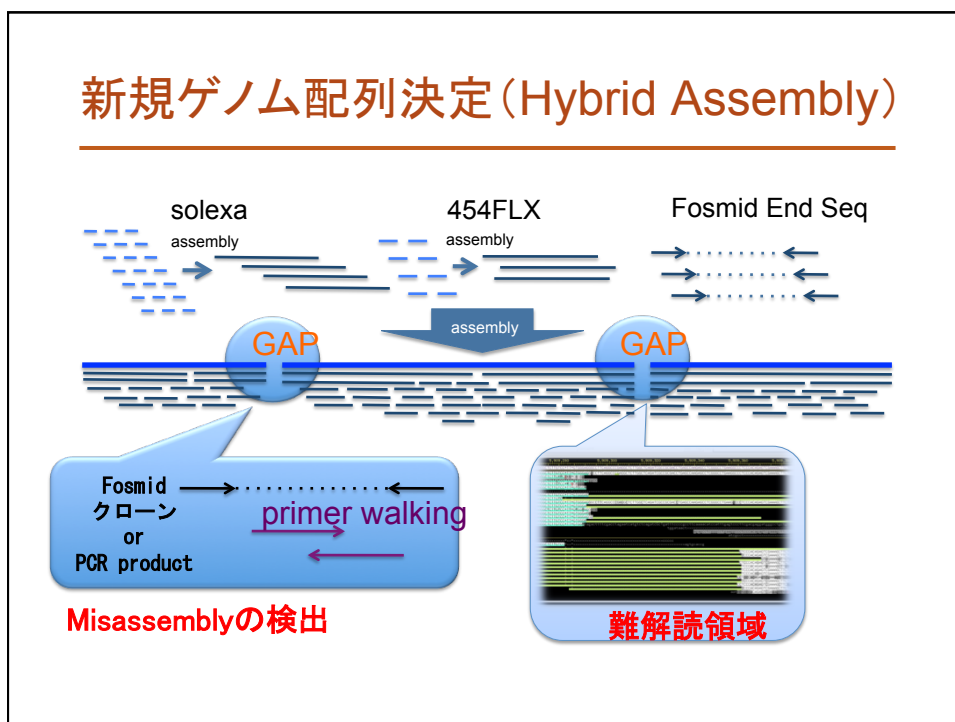 新規ゲノム配列決定（Hybrid Assembly）
solexa
454FLX
Fosmid End Seq
assembly
assembly
assembly
GAP
GAP
Fosmid
クローン
or
PCR product
primer walking
Misassemblyの検出
難解読領域